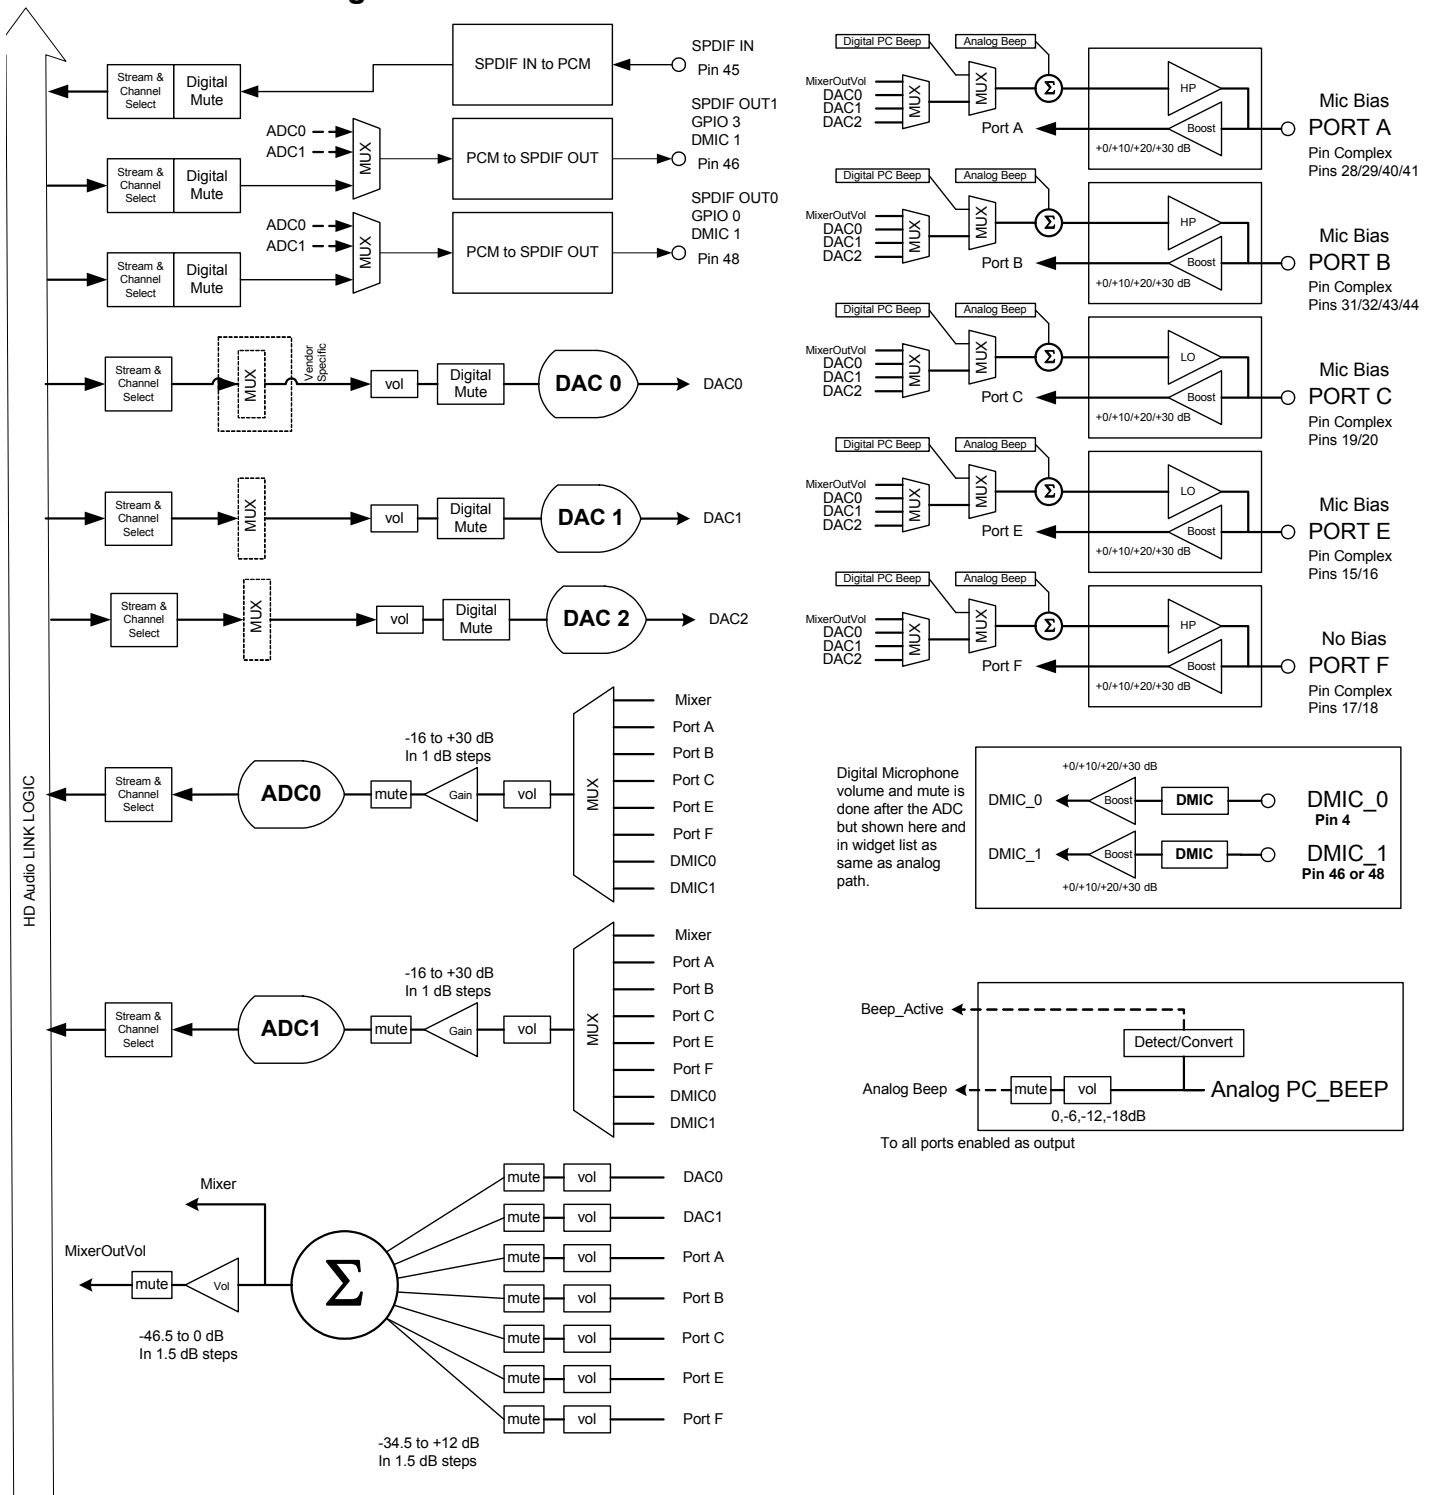 HD Audio LINK LOGIC
Stream &
Channel
Select
Digital
Mute
SPDIF IN to PCM
SPDIF IN
Pin 45
Stream &
Channel
Select
Digital
Mute
ADC0
ADC1
MUX
PCM to SPDIF OUT
SPDIF OUT1
GPIO 3
DMIC 1
Pin 46
Stream &
Channel
Select
Digital
Mute
ADC0
ADC1
MUX
PCM to SPDIF OUT
SPDIF OUT0
GPIO 0
DMIC 1
Pin 48
Stream &
Channel
Select
MUX
Vendor
Specific
vol
Digital
Mute
DAC 0
DAC0
Stream &
Channel
Select
MUX
vol
Digital
Mute
DAC 1
DAC1
Stream &
Channel
Select
MUX
vol
Digital
Mute
DAC 2
DAC2
Stream &
Channel
Select
ADC0
mute
Gain
-16 to +30 dB
In 1 dB steps
vol
MUX
Mixer
Port A
Port B
Port C
Port E
Port F
DMIC0
DMIC1
Stream &
Channel
Select
ADC1
mute
Gain
-16 to +30 dB
In 1 dB steps
vol
MUX
Mixer
Port A
Port B
Port C
Port E
Port F
DMIC0
DMIC1
Mixer
MixerOutVol
mute
Vol
-46.5 to 0 dB
In 1.5 dB steps
Σ
mute
vol
DAC0
mute
vol
DAC1
mute
vol
Port A
mute
vol
Port B
mute
vol
Port C
mute
vol
Port E
mute
vol
Port F
-34.5 to +12 dB
In 1.5 dB steps
Digital PC Beep
Analog Beep
MixerOutVol
DAC0
DAC1
DAC2
MUX
MUX
Σ
HP
Boost
Port A
+0/+10/+20/+30 dB
Mic Bias
PORT A
Pin Complex
Pins 28/29/40/41
Digital PC Beep
Analog Beep
MixerOutVol
DAC0
DAC1
DAC2
MUX
MUX
Σ
HP
Boost
Port B
+0/+10/+20/+30 dB
Mic Bias
PORT B
Pin Complex
Pins 31/32/43/44
Digital PC Beep
Analog Beep
MixerOutVol
DAC0
DAC1
DAC2
MUX
MUX
Σ
LO
Boost
Port C
+0/+10/+20/+30 dB
Mic Bias
PORT C
Pin Complex
Pins 19/20
Digital PC Beep
Analog Beep
MixerOutVol
DAC0
DAC1
DAC2
MUX
MUX
Σ
LO
Boost
Port E
+0/+10/+20/+30 dB
Mic Bias
PORT E
Pin Complex
Pins 15/16
Digital PC Beep
Analog Beep
MixerOutVol
DAC0
DAC1
DAC2
MUX
MUX
Σ
HP
Boost
Port F
+0/+10/+20/+30 dB
No Bias
PORT F
Pin Complex
Pins 17/18
Digital Microphone
volume and mute is
done after the ADC
but shown here and
in widget list as
same as analog
path.
+0/+10/+20/+30 dB
DMIC_0
Boost
DMIC
DMIC_0
Pin 4
DMIC_1
Boost
DMIC
DMIC_1
Pin 46 or 48
+0/+10/+20/+30 dB
Beep_Active
Detect/Convert
Analog Beep
mute
vol
Analog PC_BEEP
0,-6,-12,-18dB
To all ports enabled as output